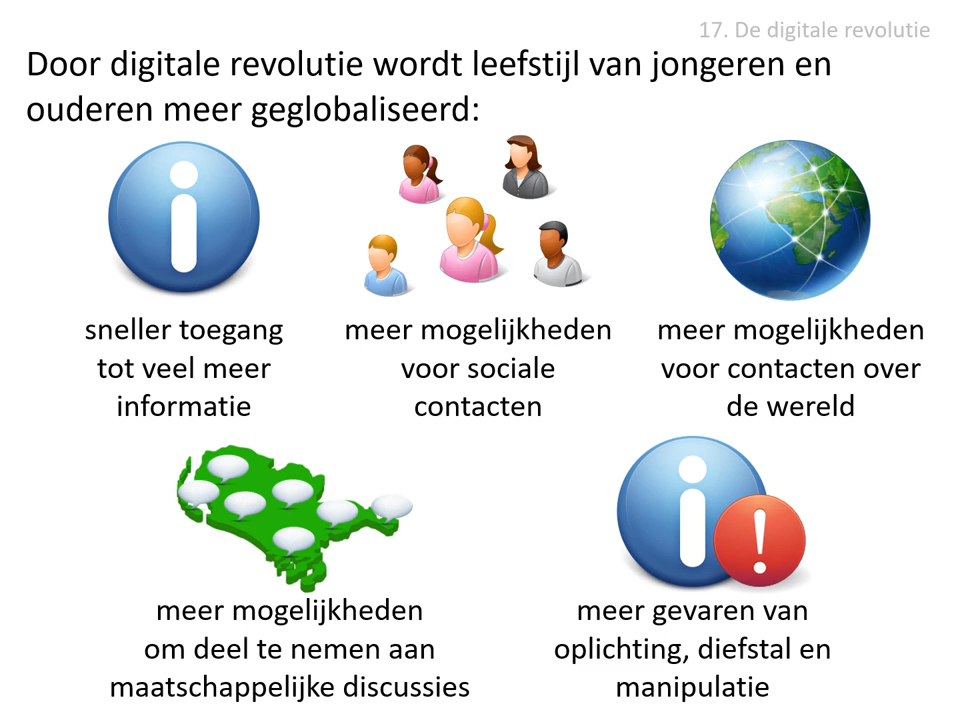 17. De digitale revolutie
Door digitale revolutie wordt leefstijl van jongeren en
ouderen meer geglobaliseerd:
sneller toegang
tot veel meer
informatie
meer mogelijkheden
voor sociale
contacten
meer mogelijkheden
voor contacten over
de wereld
meer mogelijkheden
om deel te nemen aan
maatschappelijke discussies
meer gevaren van
oplichting, diefstal en
manipulatie